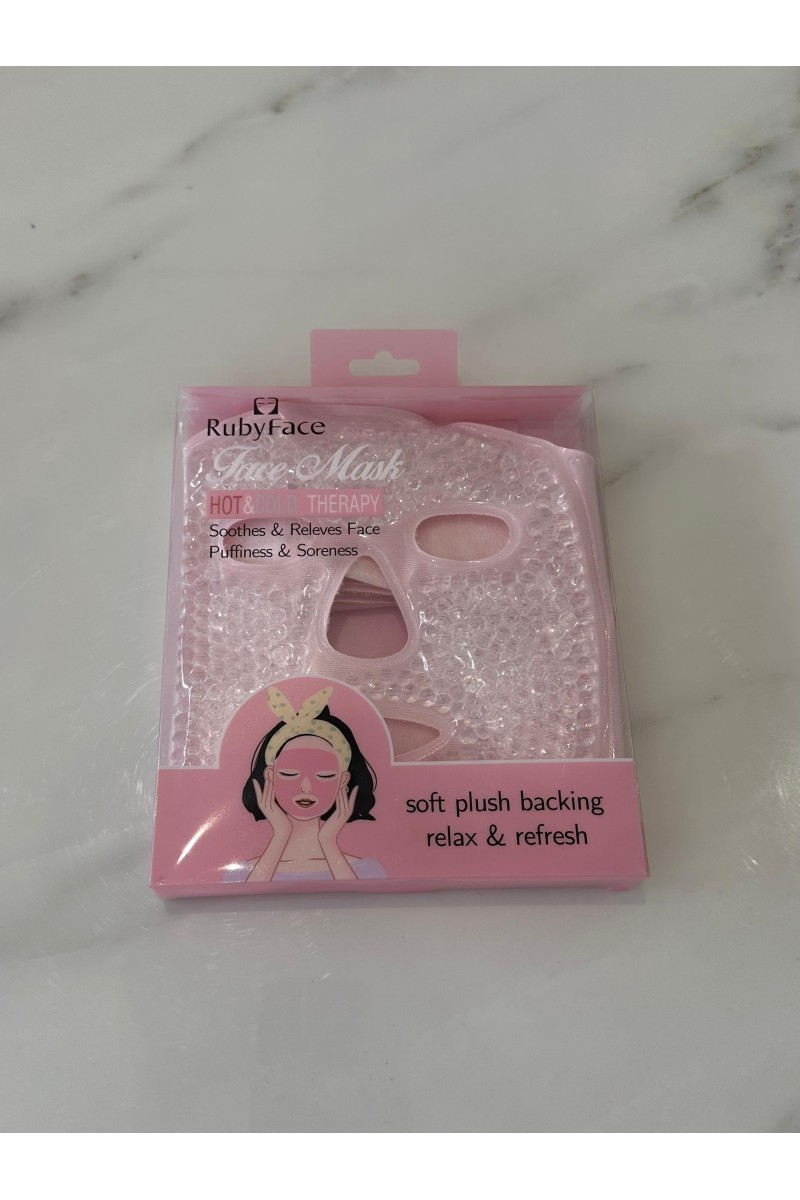 RubyFace
Face Mask
HOT&COLD THERAPY
Soothes & Releves Face
Puffiness & Soreness
soft plush backing
relax & refresh